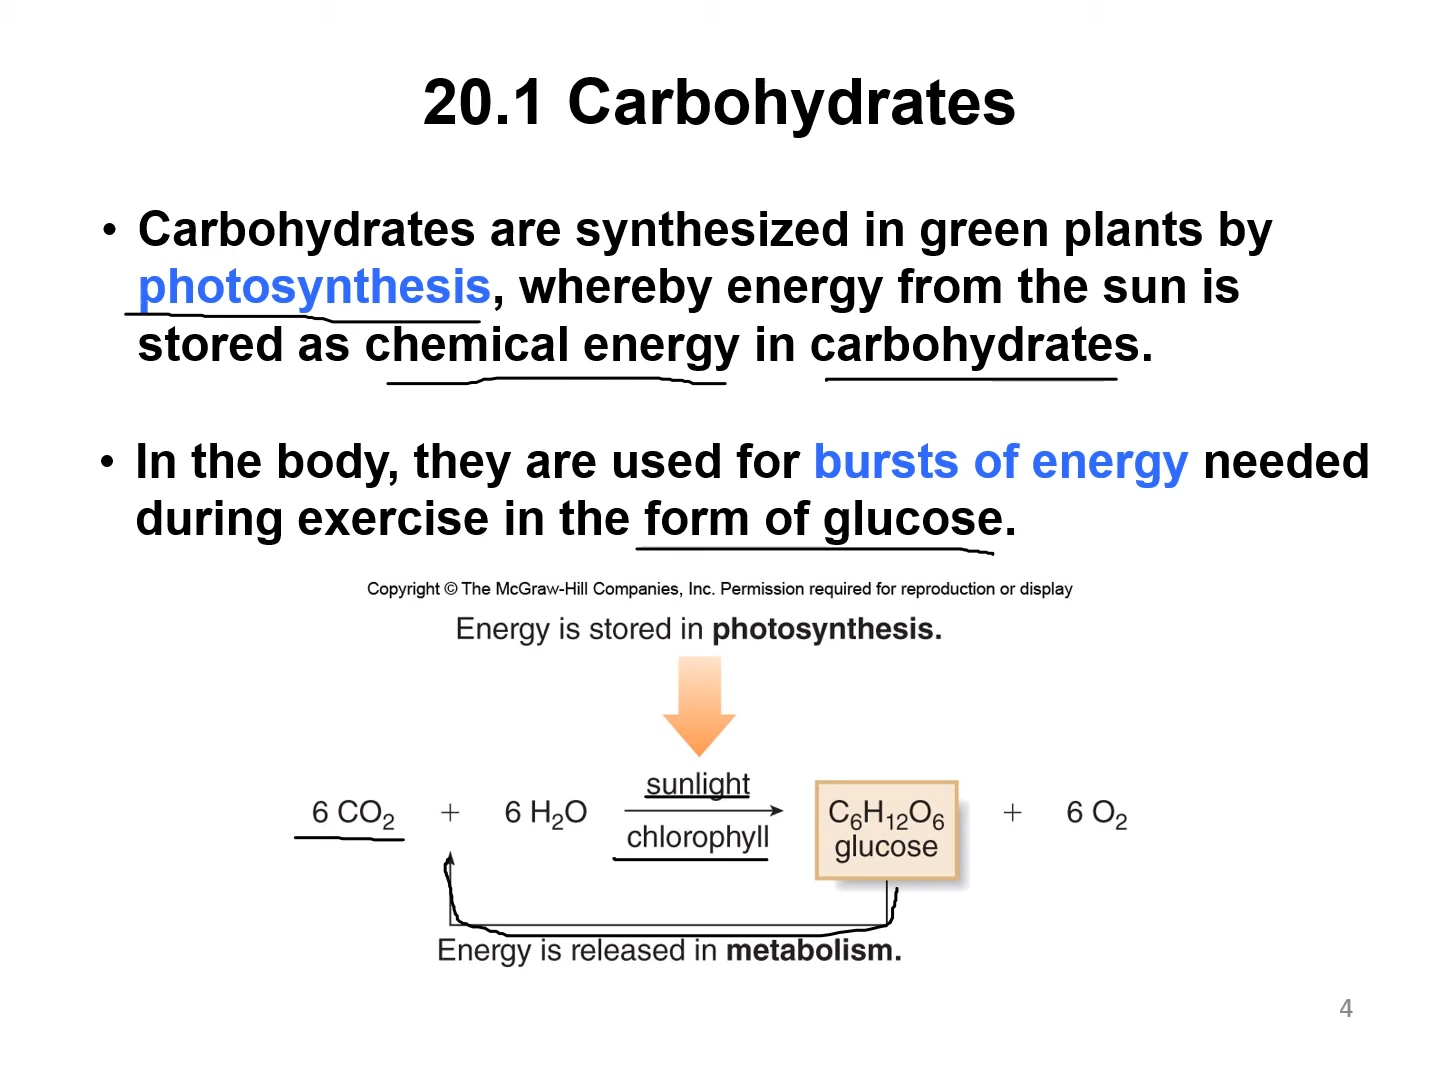 20.1 Carbohydrates
• Carbohydrates are synthesized in green plants by
photosynthesis, whereby energy from the sun is
stored as chemical energy in carbohydrates.
• In the body, they are used for bursts of energy needed
during exercise in the form of glucose.
Copyright © The McGraw-Hill Companies, Inc. Permission required for reproduction or display
Energy is stored in photosynthesis.
sunlight
6 CO₂ + 6 H₂O C₆H₁₂O₆ + 6 O₂
chlorophyll glucose
Energy is released in metabolism.
4